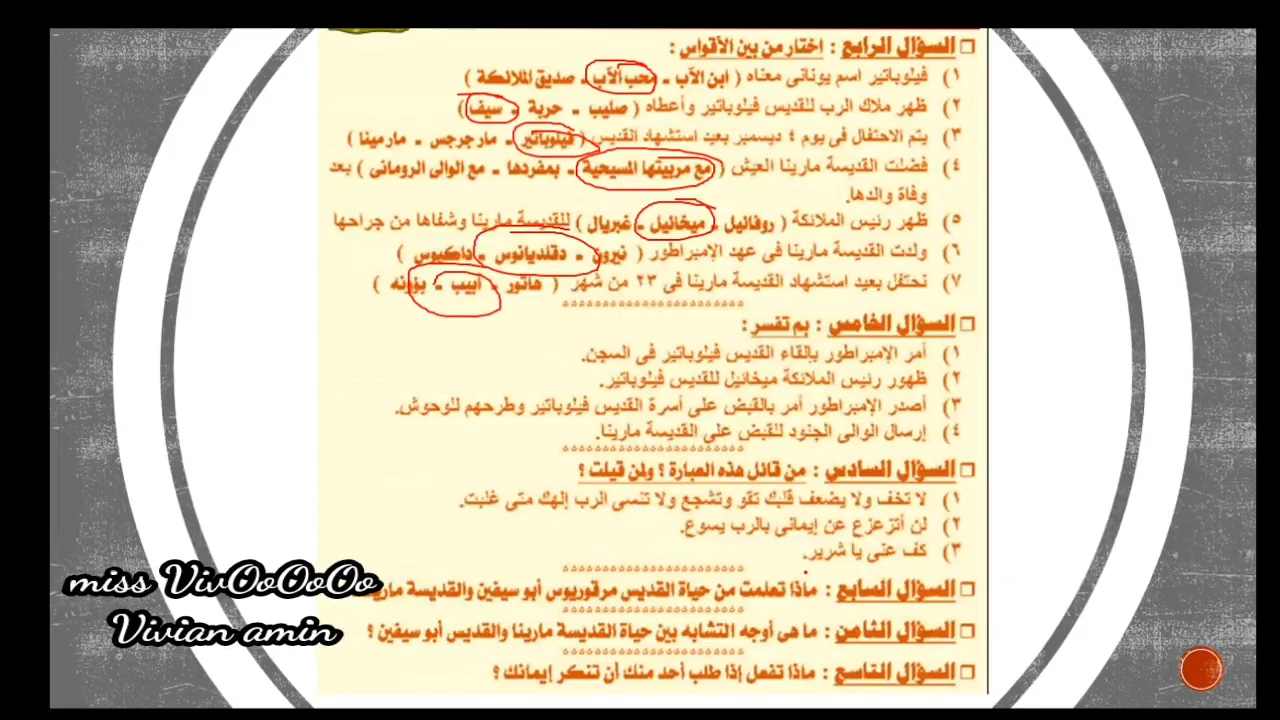 السؤال الرابع : اختار من بين الأقواس :
١) فيلوباتير اسم يونانى معناه ( ابن الآب - محب الآب - صديق الملائكة )
٢) ظهر ملاك الرب للقديس فيلوباتير وأعطاه ( صليب - حربة - سيف )
٣) يتم الاحتفال فى يوم ٤ ديسمبر بعيد استشهاد القديس ( فيلوباتير - مارجرجس - مارمينا )
٤) فضلت القديسة مارينا العيش ( مع مربيتها المسيحية - بمفردها - مع الوالى الرومانى ) بعد
وفاة والدها.
٥) ظهر رئيس الملائكة ( روفائيل - ميخائيل - غبريال ) للقديسة مارينا وشفاها من جراحها
٦) ولدت القديسة مارينا فى عهد الإمبراطور ( نيرون - دقلديانوس - داكيوس )
٧) نحتفل بعيد استشهاد القديسة مارينا فى ٢٣ من شهر ( هاتور - أبيب - بؤونه )
السؤال الخامس : بم تفسر :
١) أمر الإمبراطور بإلقاء القديس فيلوباتير فى السجن.
٢) ظهور رئيس الملائكة ميخائيل للقديس فيلوباتير.
٣) أصدر الإمبراطور أمر بالقبض على أسرة القديس فيلوباتير وطرحهم للوحوش.
٤) إرسال الوالى الجنود للقبض على القديسة مارينا.
السؤال السادس : من قائل هذه العبارة ؟ ولمن قيلت ؟
١) لا تخف ولا يضعف قلبك تقو وتشجع ولا تنسى الرب إلهك متى غلبت.
٢) لن أتزعزع عن إيمانى بالرب يسوع.
٣) كف عنى يا شرير.
السؤال السابع : ماذا تعلمت من حياة القديس مرقوريوس أبو سيفين والقديسة
السؤال الثامن : ما هى أوجه التشابه بين حياة القديسة مارينا والقديس أبو سيفين ؟
السؤال التاسع : ماذا تفعل إذا طلب أحد منك أن تنكر إيمانك ؟
miss VivOoOoOoOo
Vivian amin